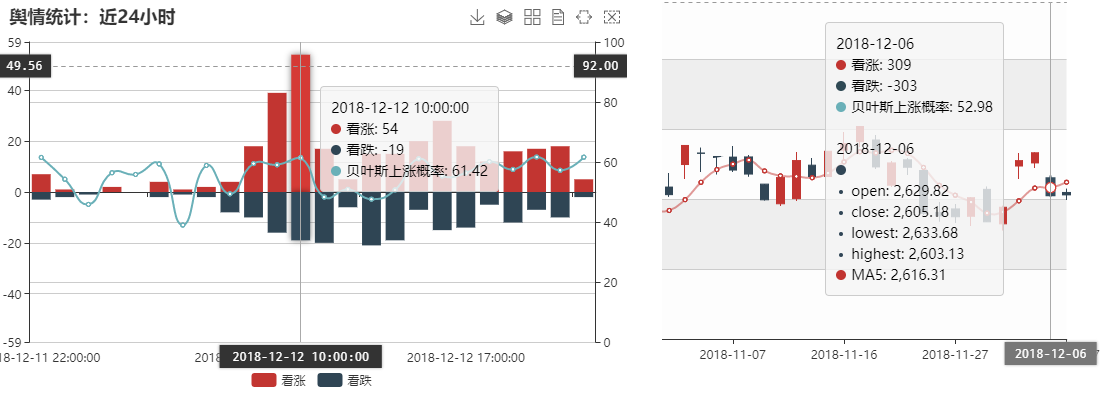 舆情统计：近24小时
59
49.56
40
20
0
-20
-40
-59
100
92.00
80
60
40
20
0
2018-12-12 10:00:00
看涨: 54
看跌: -19
贝叶斯上涨概率: 61.42
18-12-11 22:00:00
2018-12-12 10:00:00
2018-12-12 17:00:00
看涨
看跌
2018-12-06
看涨: 309
看跌: -303
贝叶斯上涨概率: 52.98
2018-12-06
open: 2,629.82
close: 2,605.18
lowest: 2,633.68
highest: 2,603.13
MA5: 2,616.31
2018-11-07
2018-11-16
2018-11-27
2018-12-06